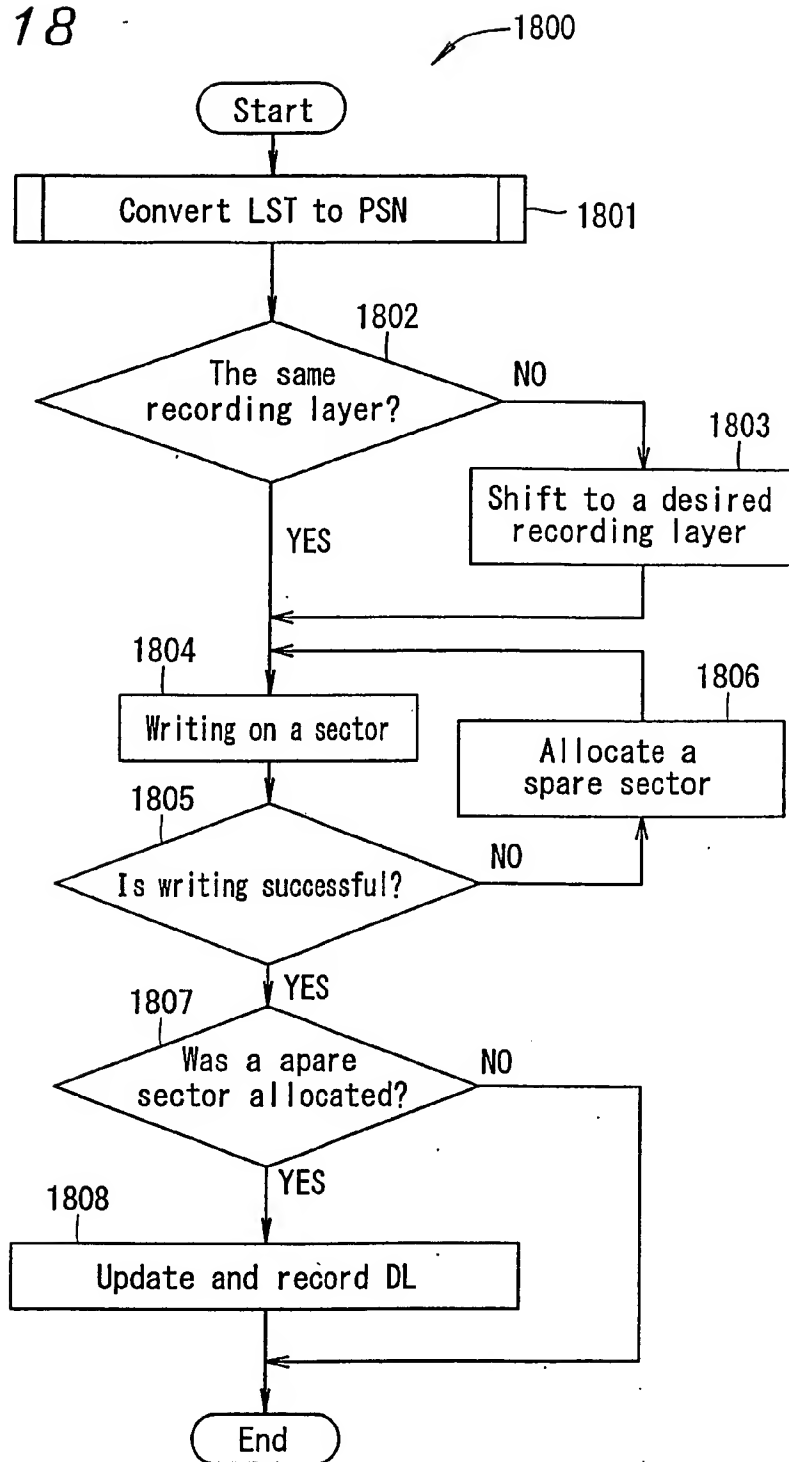 18
1800
Start
Convert LST to PSN
1801
1802
The same
recording layer?
NO
1803
Shift to a desired
recording layer
YES
1804
Writing on a sector
1806
Allocate a
spare sector
1805
Is writing successful?
NO
YES
1807
Was a apare
sector allocated?
NO
YES
1808
Update and record DL
End